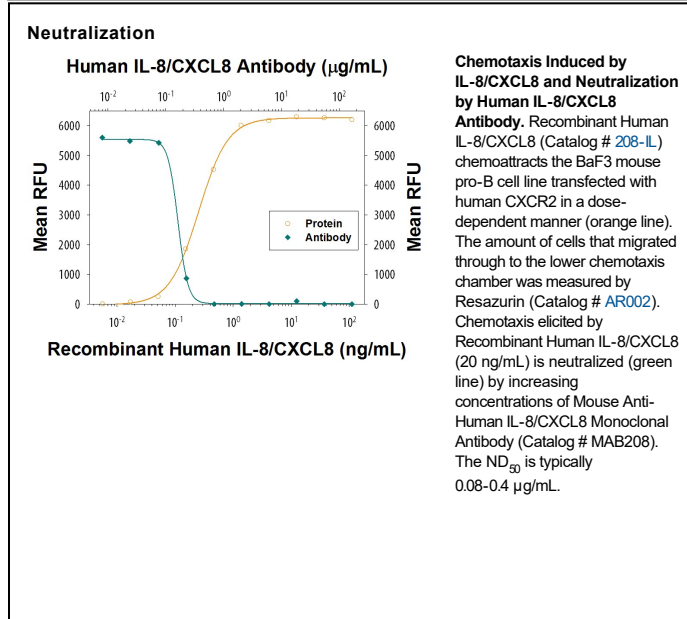 Neutralization
Human IL-8/CXCL8 Antibody (µg/mL)
10⁻² 10⁻¹ 10⁰ 10¹ 10²
6000 6000
5000 5000
4000 4000
3000 3000
2000 2000
1000 1000
0 0
Mean RFU
Mean RFU
Protein
Antibody
10⁻² 10⁻¹ 10⁰ 10¹ 10²
Recombinant Human IL-8/CXCL8 (ng/mL)
Chemotaxis Induced by
IL-8/CXCL8 and Neutralization
by Human IL-8/CXCL8
Antibody. Recombinant Human
IL-8/CXCL8 (Catalog # 208-IL)
chemoattracts the BaF3 mouse
pro-B cell line transfected with
human CXCR2 in a dose-
dependent manner (orange line).
The amount of cells that migrated
through to the lower chemotaxis
chamber was measured by
Resazurin (Catalog # AR002).
Chemotaxis elicited by
Recombinant Human IL-8/CXCL8
(20 ng/mL) is neutralized (green
line) by increasing
concentrations of Mouse Anti-
Human IL-8/CXCL8 Monoclonal
Antibody (Catalog # MAB208).
The ND₅₀ is typically
0.08-0.4 µg/mL.